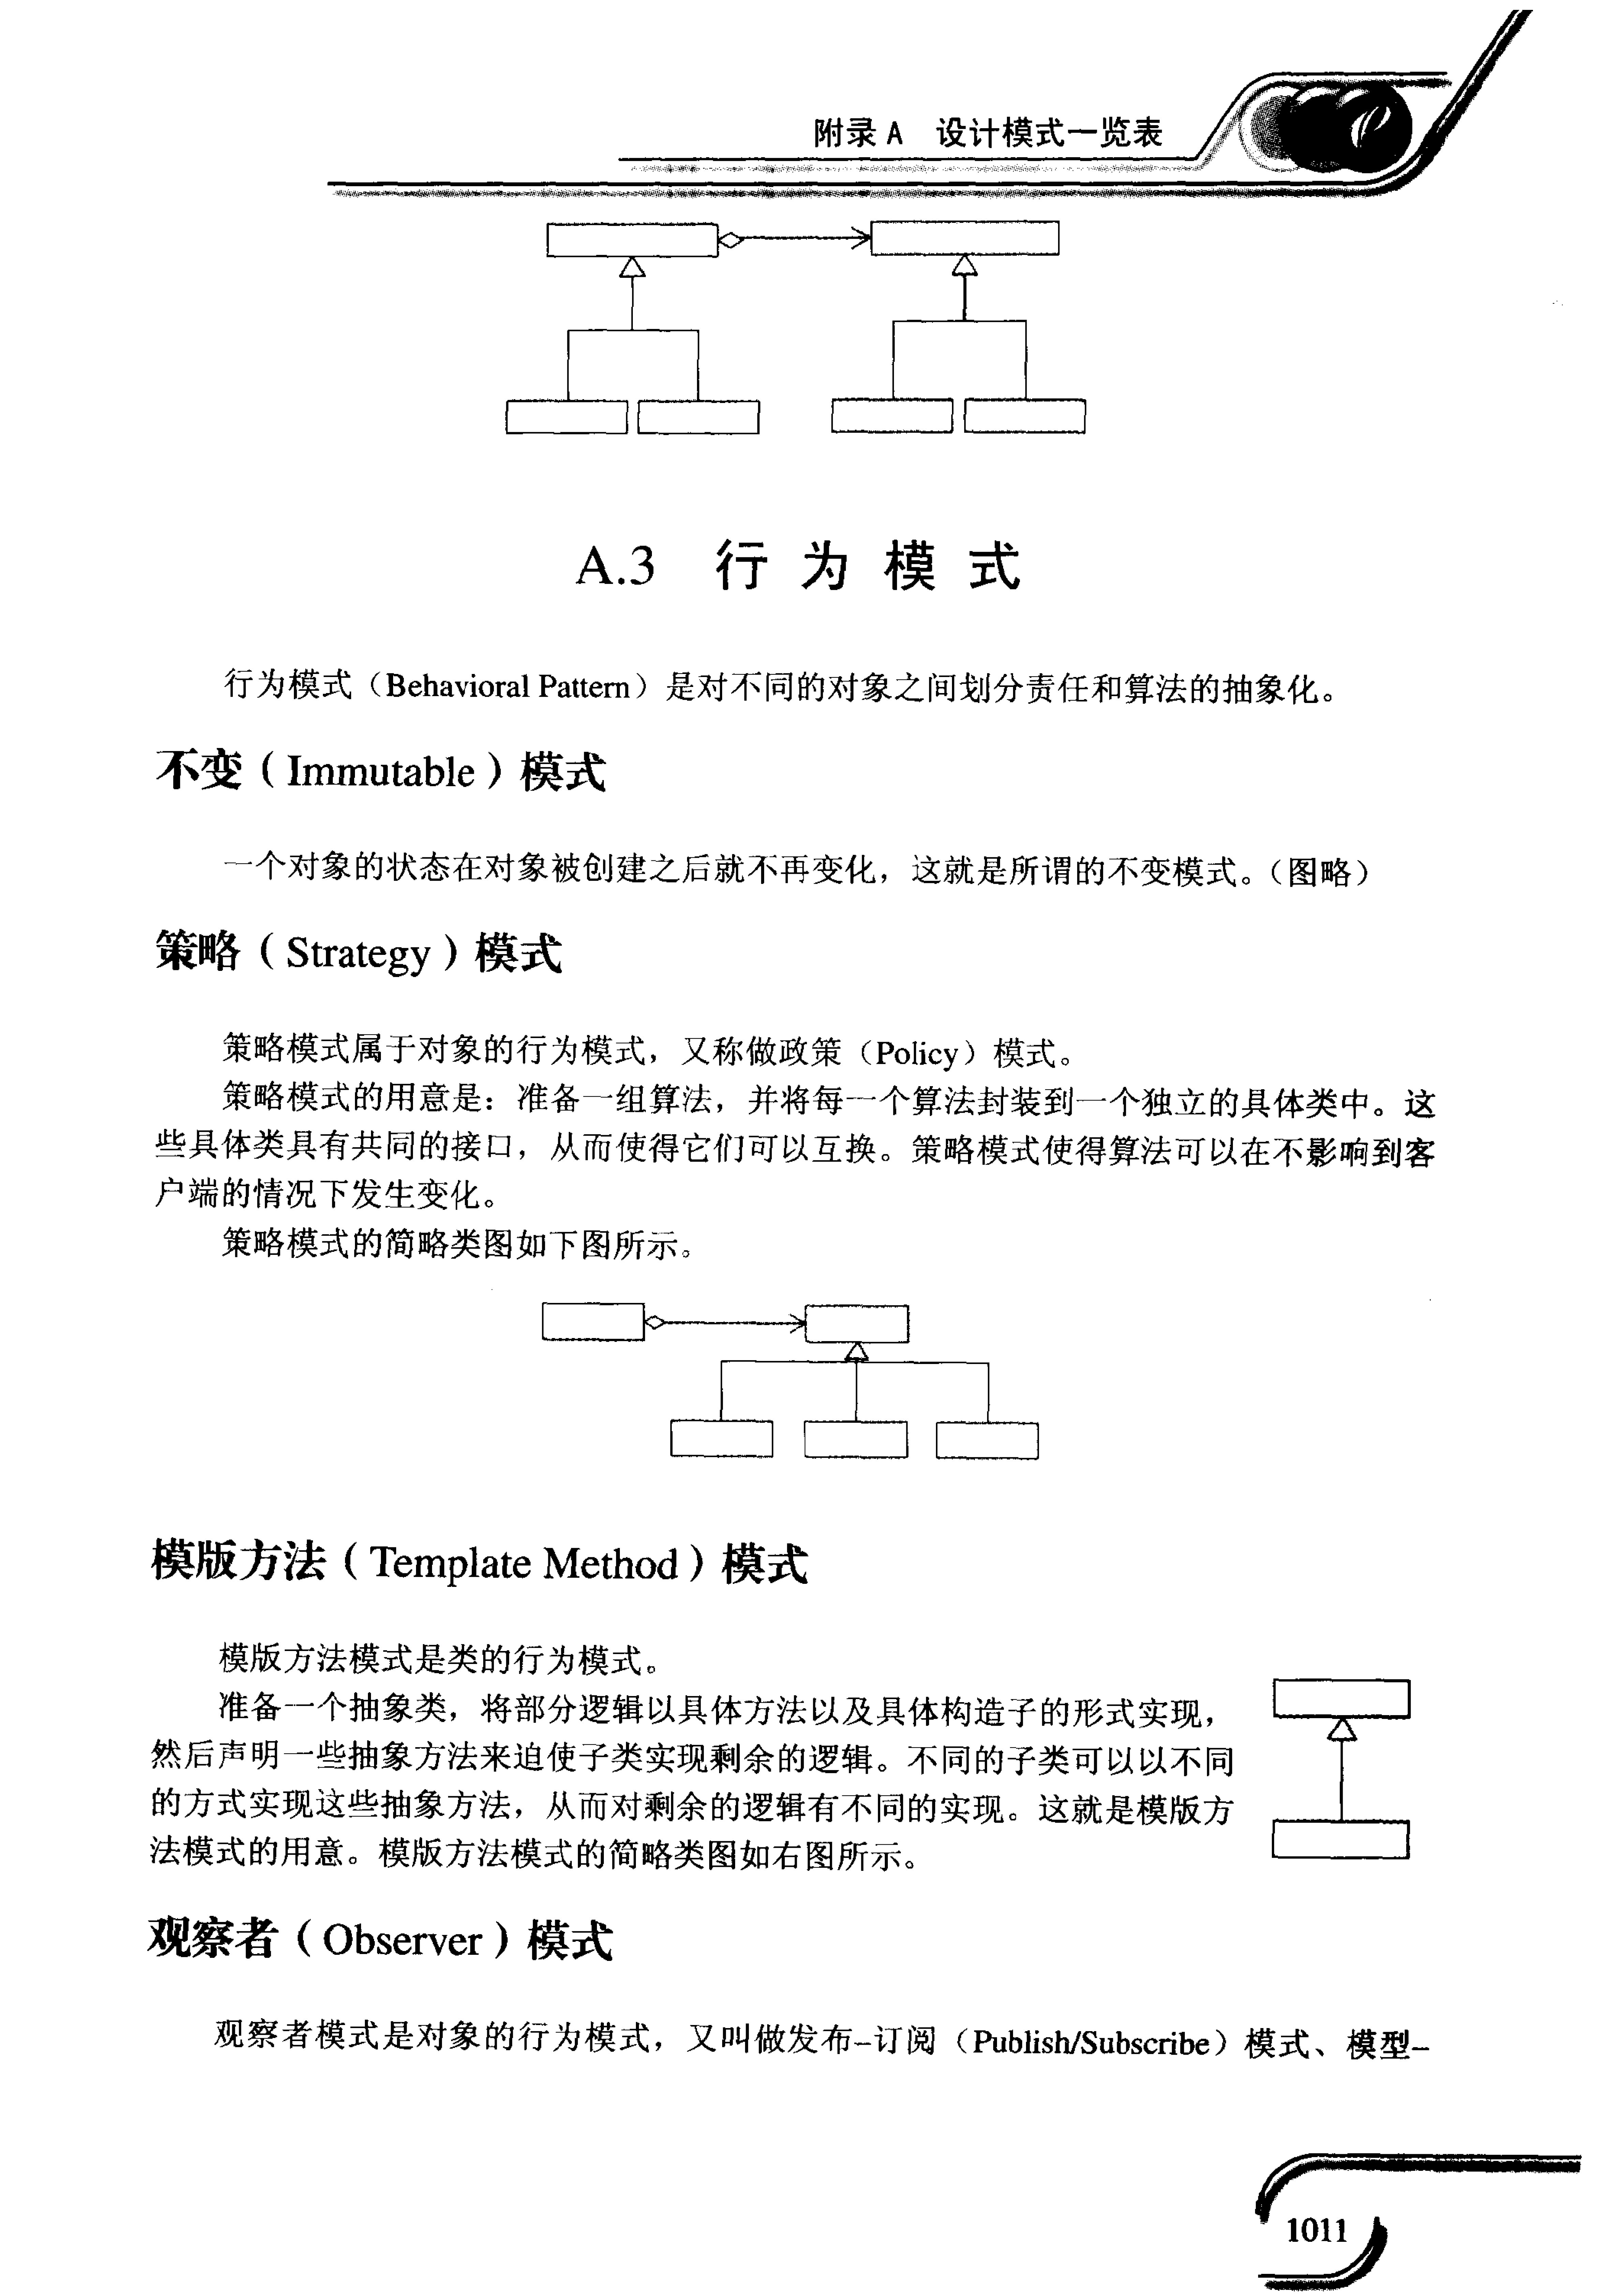 附录 A 设计模式一览表
A.3 行 为 模 式
行为模式（Behavioral Pattern）是对不同的对象之间划分责任和算法的抽象化。
不变（Immutable）模式
一个对象的状态在对象被创建之后就不再变化，这就是所谓的不变模式。（图略）
策略（Strategy）模式
策略模式属于对象的行为模式，又称做政策（Policy）模式。
策略模式的用意是：准备一组算法，并将每一个算法封装到一个独立的具体类中。这
些具体类具有共同的接口，从而使得它们可以互换。策略模式使得算法可以在不影响到客
户端的情况下发生变化。
策略模式的简略类图如下图所示。
模版方法（Template Method）模式
模版方法模式是类的行为模式。
准备一个抽象类，将部分逻辑以具体方法以及具体构造子的形式实现，
然后声明一些抽象方法来迫使子类实现剩余的逻辑。不同的子类可以以不同
的方式实现这些抽象方法，从而对剩余的逻辑有不同的实现。这就是模版方
法模式的用意。模版方法模式的简略类图如右图所示。
观察者（Observer）模式
观察者模式是对象的行为模式，又叫做发布-订阅（Publish/Subscribe）模式、模型-
1011